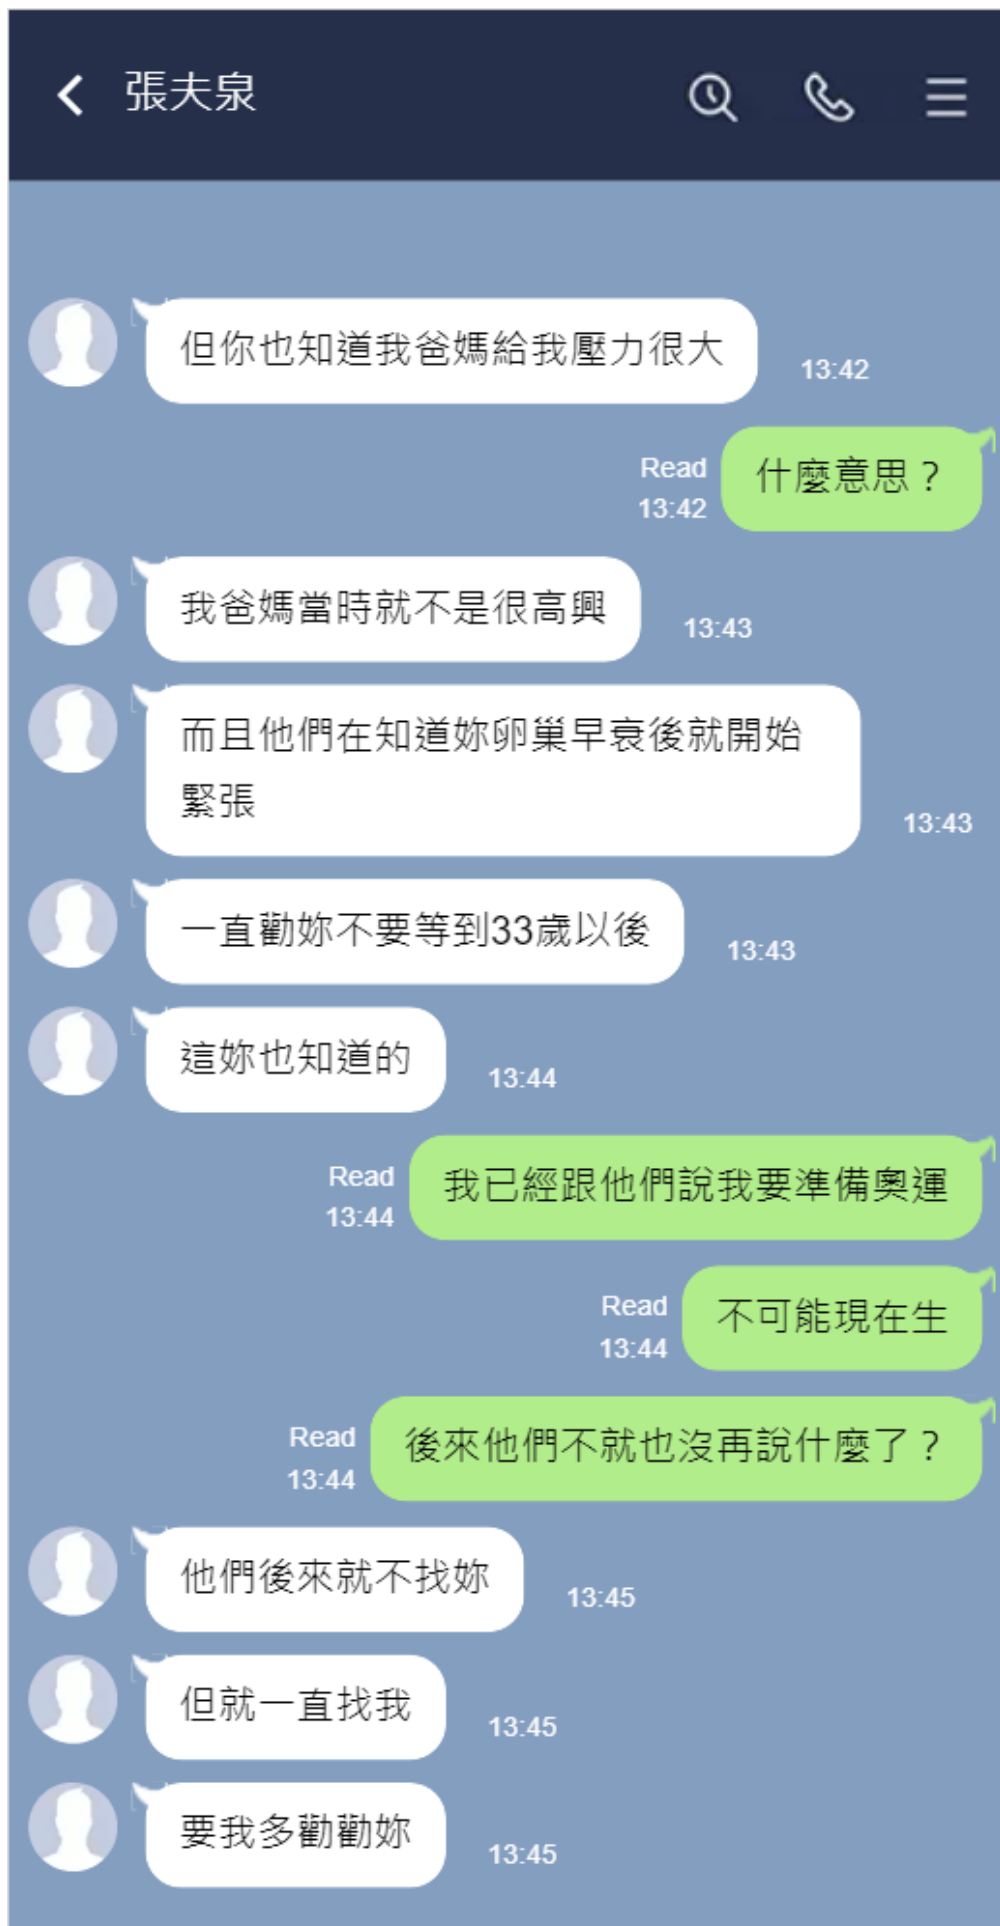 張夫泉
但你也知道我爸媽給我壓力很大
13:42
什麼意思？
Read
13:42
我爸媽當時就不是很高興
13:43
而且他們在知道妳卵巢早衰後就開始
緊張
13:43
一直勸妳不要等到33歲以後
13:43
這妳也知道的
13:44
我已經跟他們說我要準備奧運
Read
13:44
不可能現在生
Read
13:44
後來他們不就也沒再說什麼了？
Read
13:44
他們後來就不找妳
13:45
但就一直找我
13:45
要我多勸勸妳
13:45